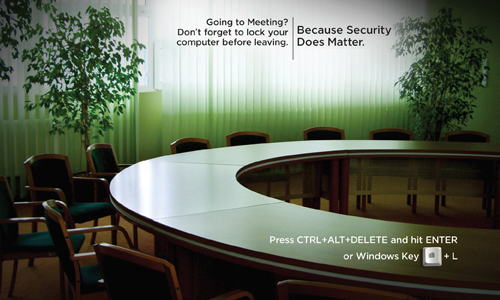 Going to Meeting?
Don't forget to lock your
computer before leaving.
Because Security
Does Matter.
Press CTRL+ALT+DELETE and hit ENTER
or Windows Key + L